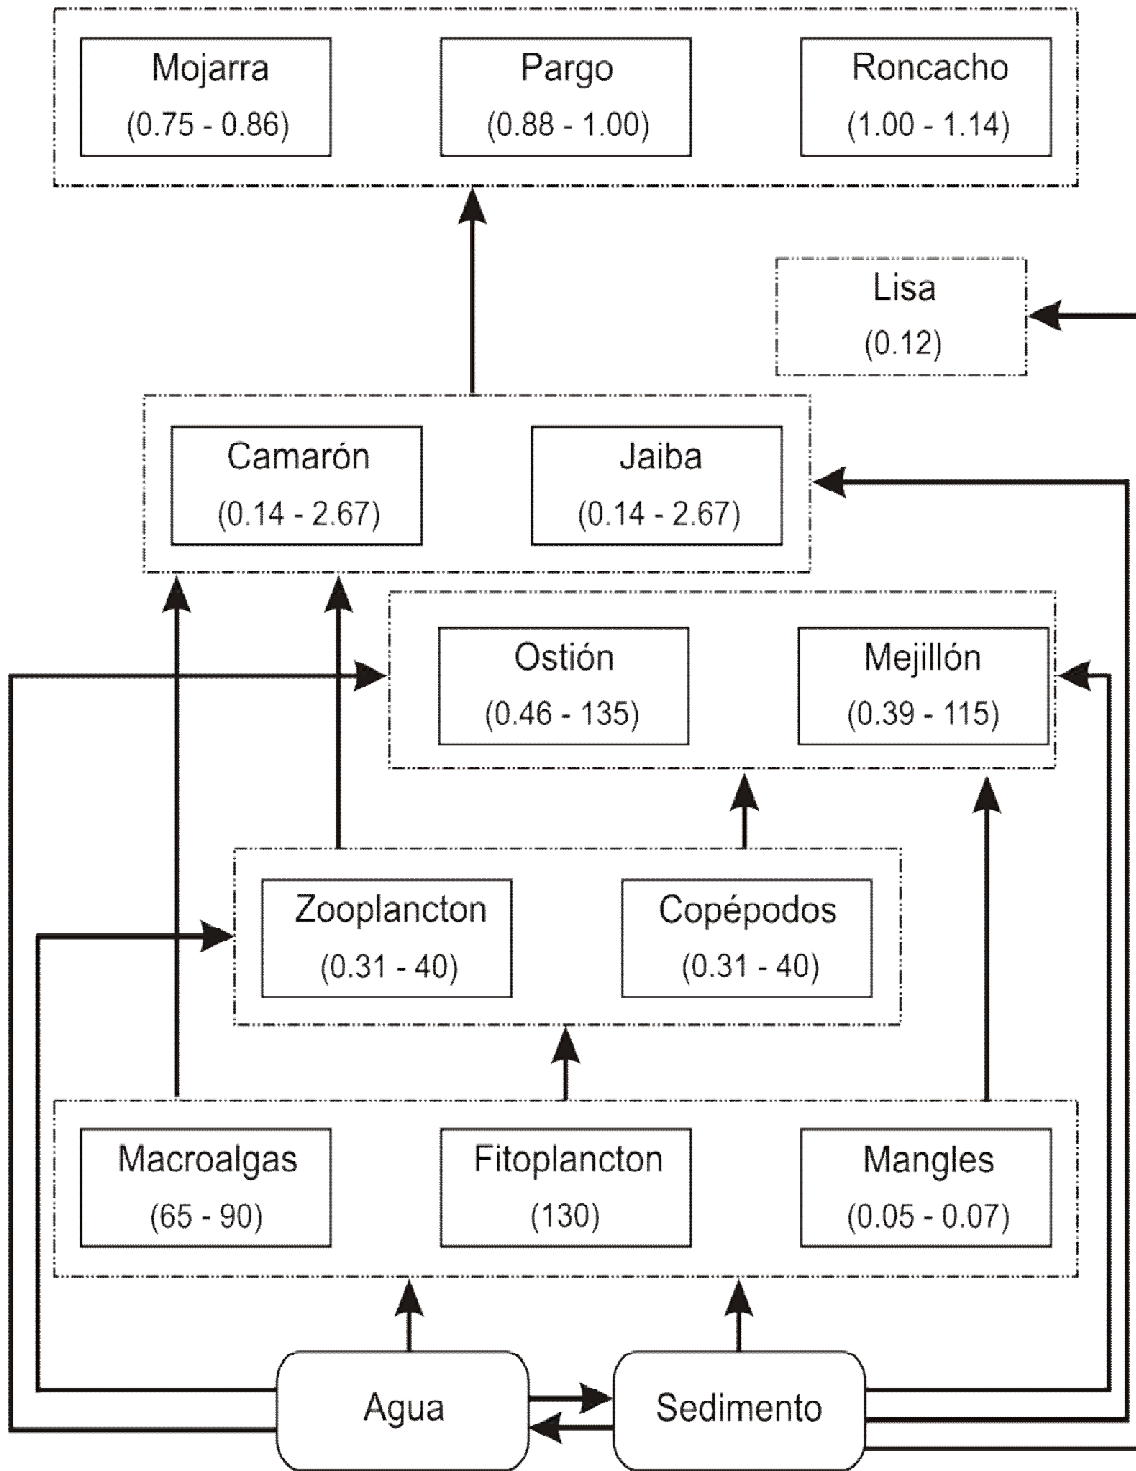 Mojarra
(0.75 - 0.86)
Pargo
(0.88 - 1.00)
Roncacho
(1.00 - 1.14)
Lisa
(0.12)
Camarón
(0.14 - 2.67)
Jaiba
(0.14 - 2.67)
Ostión
(0.46 - 135)
Mejillón
(0.39 - 115)
Zooplancton
(0.31 - 40)
Copépodos
(0.31 - 40)
Macroalgas
(65 - 90)
Fitoplancton
(130)
Mangles
(0.05 - 0.07)
Agua
Sedimento